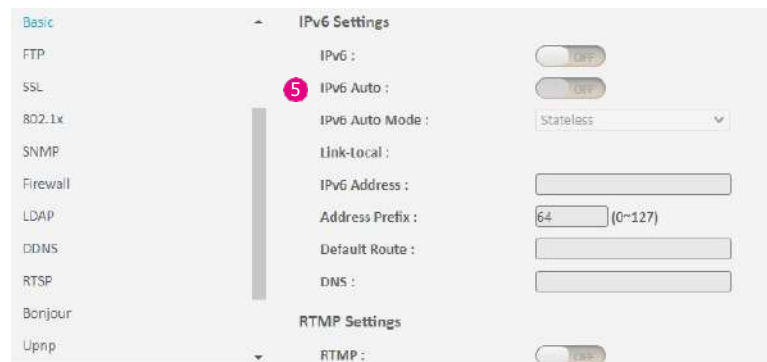 Basic
FTP
SSL
802.1x
SNMP
Firewall
LDAP
DDNS
RTSP
Bonjour
Upnp
IPv6 Settings
IPv6 : OFF
5 IPv6 Auto : OFF
IPv6 Auto Mode : Stateless
Link-Local :
IPv6 Address :
Address Prefix : 64 (0~127)
Default Route :
DNS :
RTMP Settings
RTMP : OFF